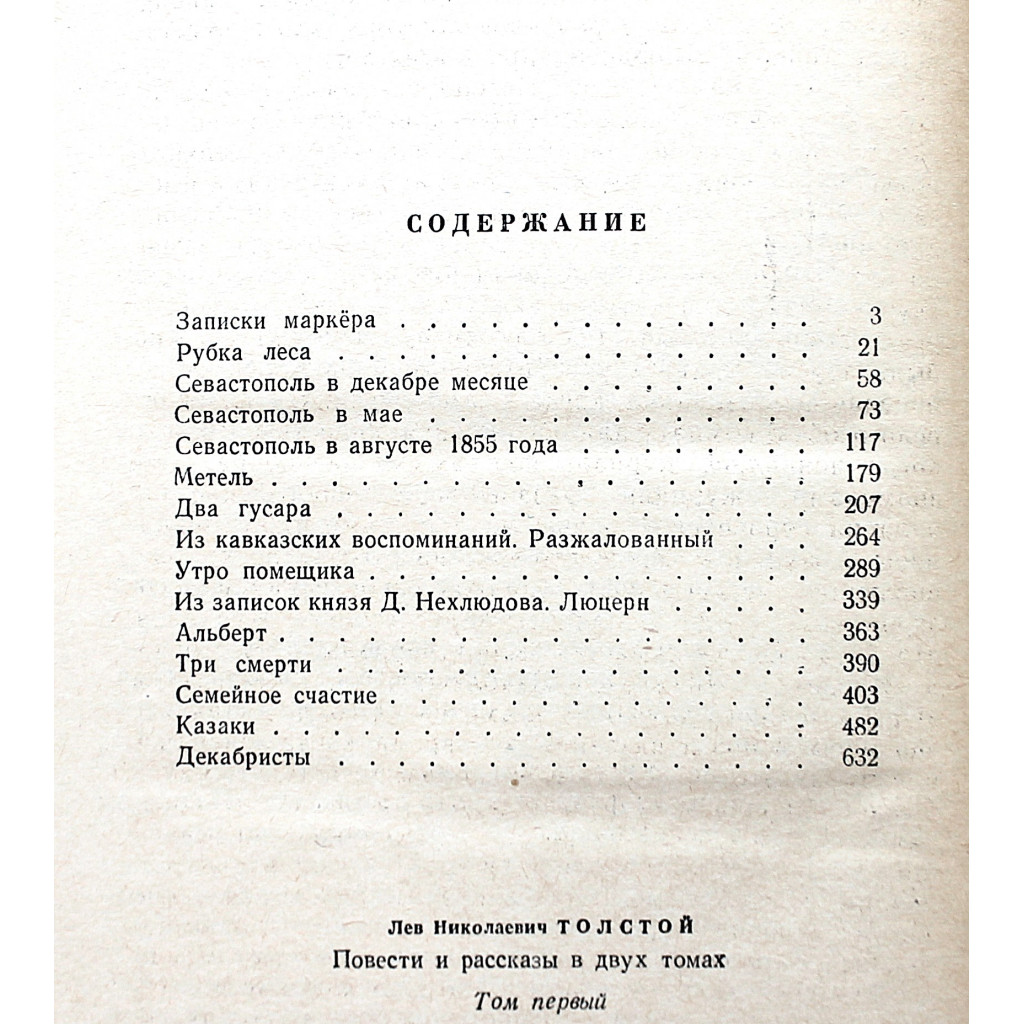 СОДЕРЖАНИЕ
Записки маркёра . . . . . . . . . . . . . . 3
Рубка леса . . . . . . . . . . . . . . . . 21
Севастополь в декабре месяце . . . . . . . . . 58
Севастополь в мае . . . . . . . . . . . . . 73
Севастополь в августе 1855 года . . . . . . . . 117
Метель . . . . . . . . . . . . . . . . . . 179
Два гусара . . . . . . . . . . . . . . . . 207
Из кавказских воспоминаний. Разжалованный . . . 264
Утро помещика . . . . . . . . . . . . . . . 289
Из записок князя Д. Нехлюдова. Люцерн . . . . . 339
Альберт . . . . . . . . . . . . . . . . . . 363
Три смерти . . . . . . . . . . . . . . . . 390
Семейное счастие . . . . . . . . . . . . . . 403
Казаки . . . . . . . . . . . . . . . . . . 482
Декабристы . . . . . . . . . . . . . . . . 632
Лев Николаевич ТОЛСТОЙ
Повести и рассказы в двух томах
Том первый